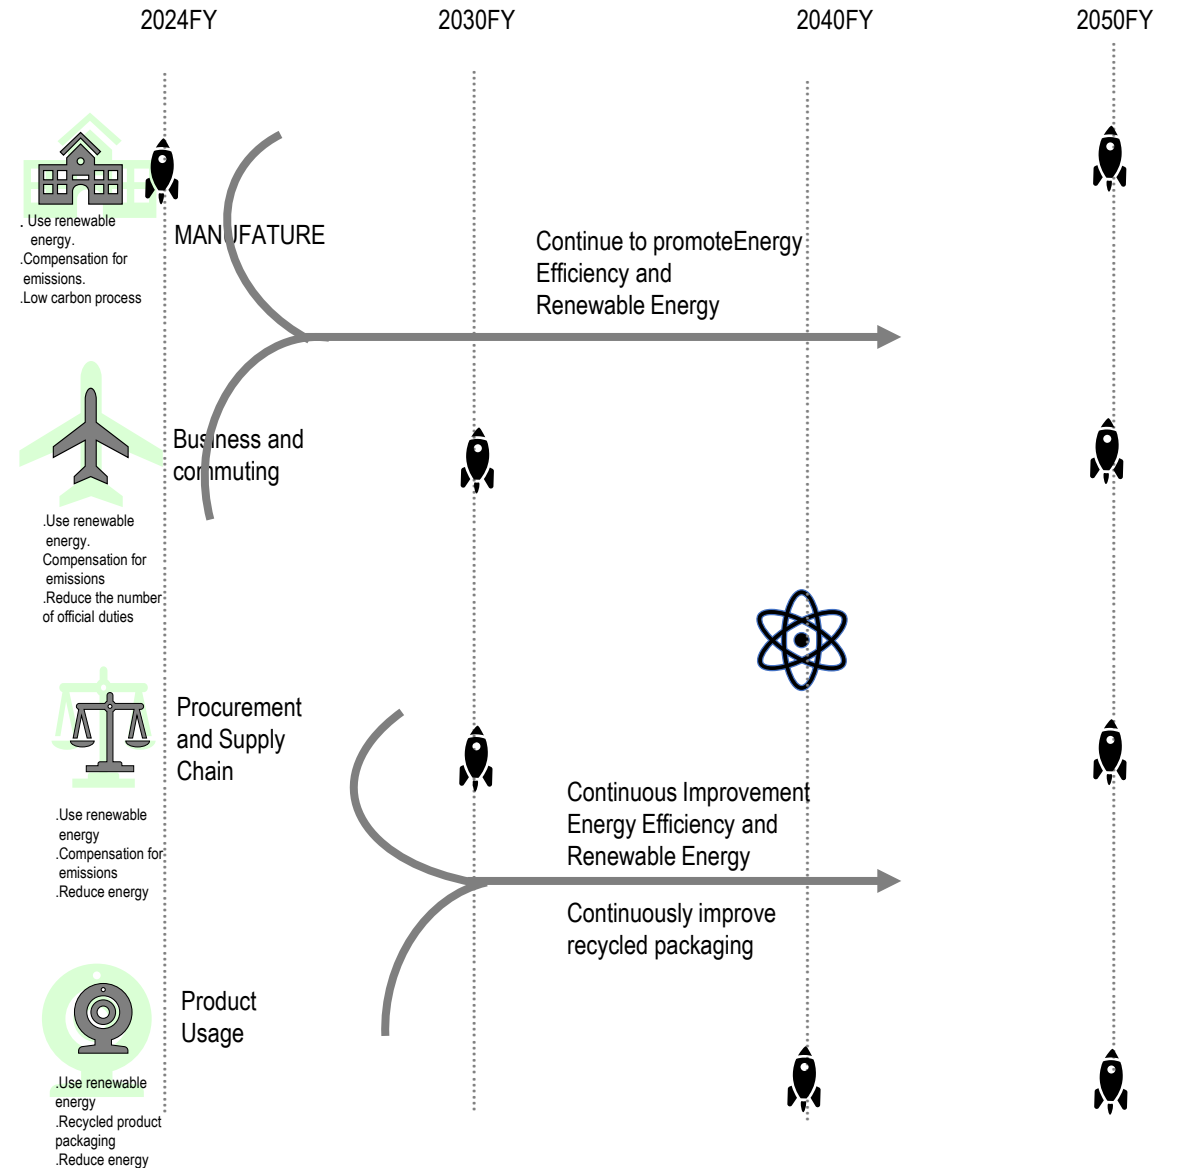 2024FY
2030FY
2040FY
2050FY
. Use renewable
energy.
.Compensation for
emissions.
.Low carbon process
MANUFATURE
Continue to promoteEnergy
Efficiency and
Renewable Energy
Business and
commuting
.Use renewable
energy.
Compensation for
emissions
.Reduce the number
of official duties
Procurement
and Supply
Chain
.Use renewable
energy
.Compensation for
emissions
.Reduce energy
Continuous Improvement
Energy Efficiency and
Renewable Energy
Continuously improve
recycled packaging
Product
Usage
.Use renewable
energy
.Recycled product
packaging
.Reduce energy